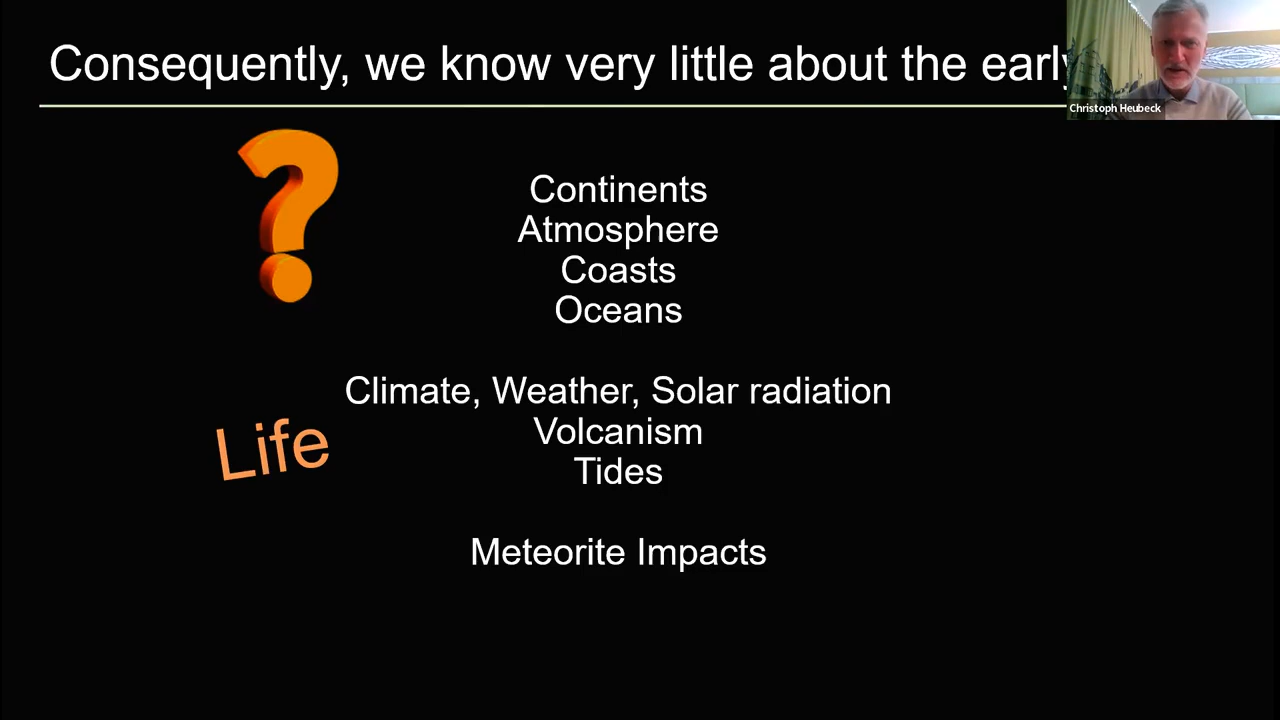 Consequently, we know very little about the early
Christoph Heubeck
?
Continents
Atmosphere
Coasts
Oceans
Climate, Weather, Solar radiation
Life
Volcanism
Tides
Meteorite Impacts